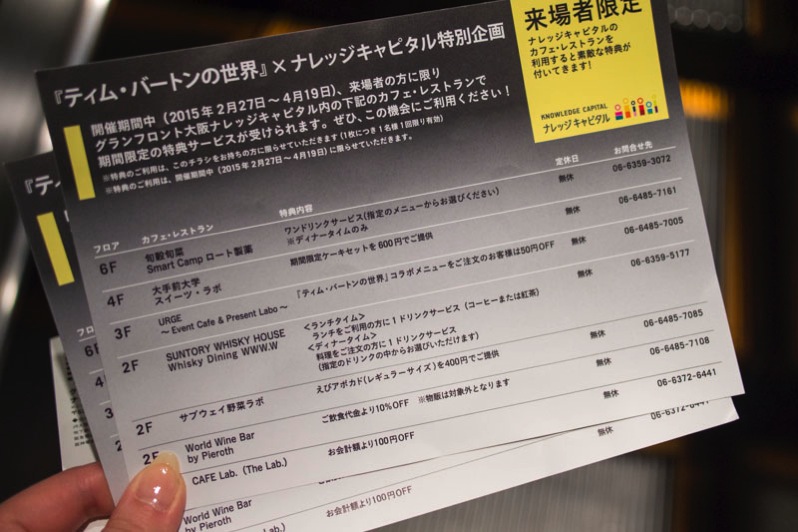 『ティム・バートンの世界』×ナレッジキャピタル特別企画
来場者限定
ナレッジキャピタルの
カフェ・レストランを
利用すると素敵な特典が
付いてきます!
KNOWLEDGE CAPITAL
ナレッジキャピタル
開催期間中(2015年2月27日~4月19日)、来場者の方に限り
グランフロント大阪ナレッジキャピタル内の下記のカフェ・レストランで
期間限定の特典サービスが受けられます。ぜひ、この機会にご利用ください!
※特典のご利用は、このチラシをお持ちの方に限らせていただきます(1枚につき1名様1回限り有効)
※特典のご利用は、開催期間中(2015年2月27日~4月19日)に限らせていただきます。
フロア カフェ・レストラン 特典内容 定休日 お問合せ先
6F 旬穀旬菜 Smart Camp ロート製薬 ワンドリンクサービス(指定のメニューからお選びください) ※ディナータイムのみ 無休 06-6359-3072
4F 大手前大学 スイーツ・ラボ 期間限定ケーキセットを600円でご提供 無休 06-6485-7161
3F URGE ~Event Cafe & Present Labo~ 『ティム・バートンの世界』コラボメニューをご注文のお客様は50円OFF 無休 06-6485-7005
2F SUNTORY WHISKY HOUSE Whisky Dining WWW.W <ランチタイム> ランチをご利用の方に1ドリンクサービス(コーヒーまたは紅茶) <ディナータイム> 料理をご注文の方に1ドリンクサービス (指定のドリンクの中からお選びいただけます) 無休 06-6359-5177
2F サブウェイ野菜ラボ えびアボカド(レギュラーサイズ)を400円でご提供 無休 06-6485-7085
2F World Wine Bar by Pieroth ご飲食代金より10%OFF ※物販は対象外となります 無休 06-6485-7108
CAFE Lab.(The Lab.) お会計額より100円OFF 無休 06-6372-6441
『ティ
フロ
6F
4
3
2
World Wine Bar
by Pieroth
CAFE Lab.(The Lab.) お会計額より100円OFF 無休 06-6372-6441